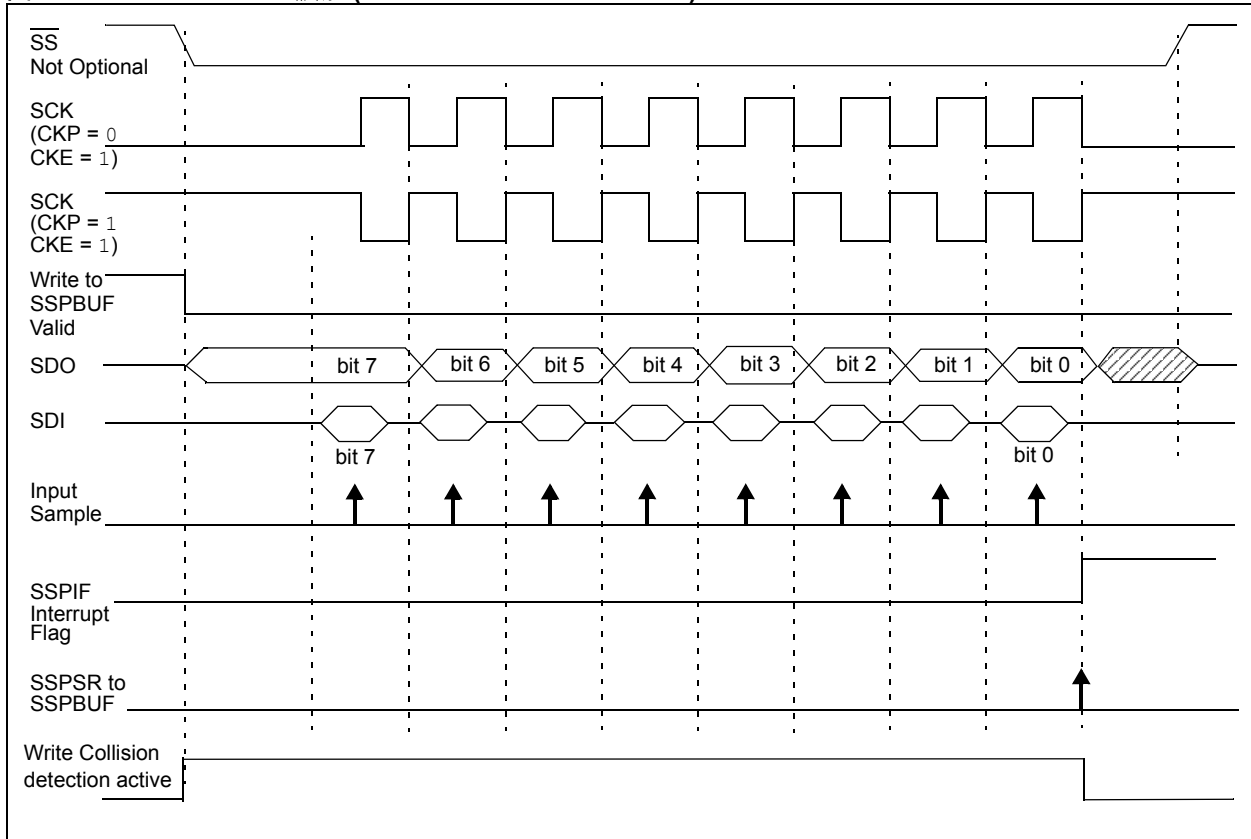 SS
Not Optional
SCK
(CKP = 0
CKE = 1)
SCK
(CKP = 1
CKE = 1)
Write to
SSPBUF
Valid
SDO
bit 7 bit 6 bit 5 bit 4 bit 3 bit 2 bit 1 bit 0
SDI
bit 7 bit 0
Input
Sample
SSPIF
Interrupt
Flag
SSPSR to
SSPBUF
Write Collision
detection active